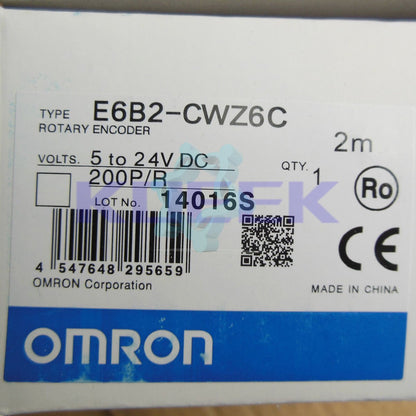 TYPE E6B2-CWZ6C
ROTARY ENCODER
2m
VOLTS. 5 to 24V DC
200P/R
QTY. 1
LOT No. 14016S
Ro
4 547648 295659
OMRON Corporation
CE
MADE IN CHINA
OMRON